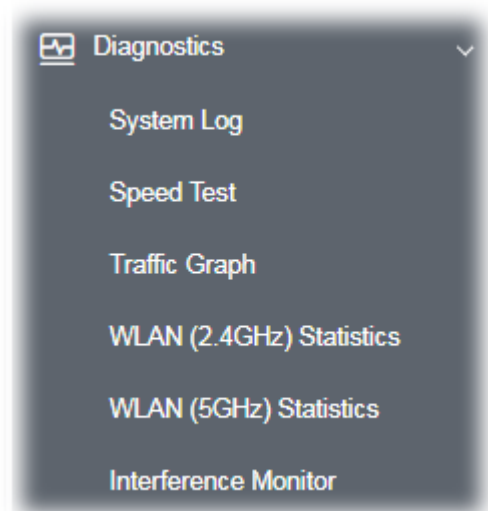 Diagnostics
System Log
Speed Test
Traffic Graph
WLAN (2.4GHz) Statistics
WLAN (5GHz) Statistics
Interference Monitor